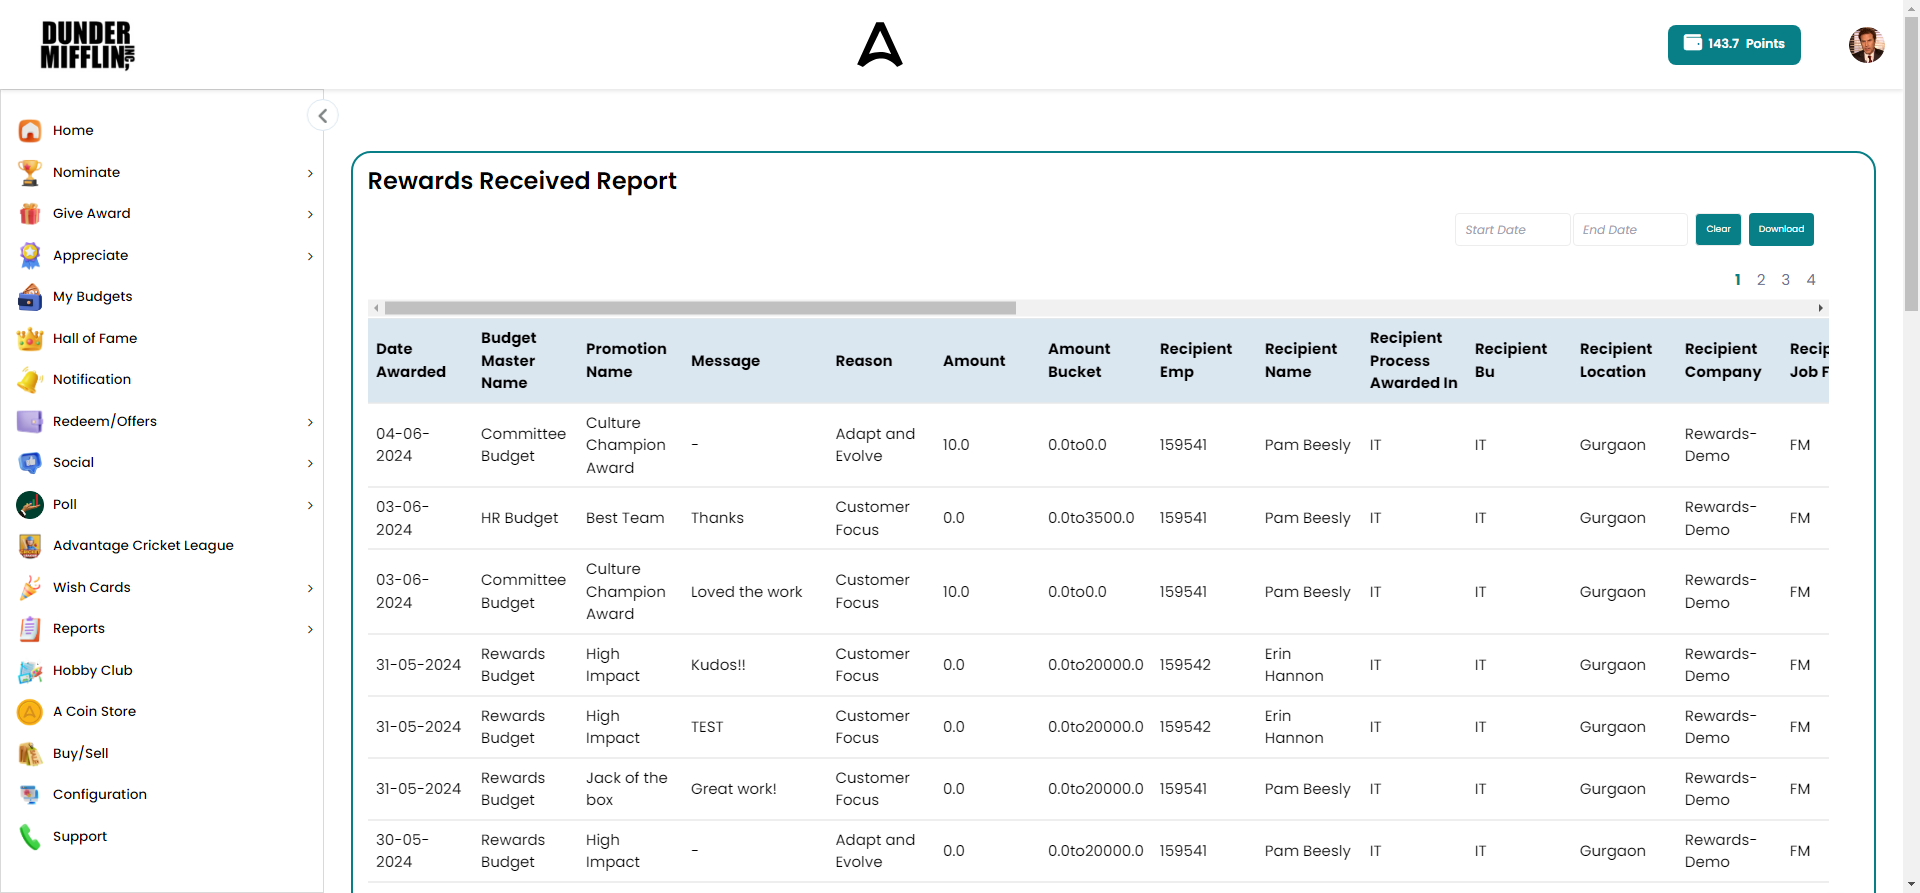 DUNDER
MIFFLIN INC,
143.7 Points
Home
Nominate
Give Award
Appreciate
My Budgets
Hall of Fame
Notification
Redeem/Offers
Social
Poll
Advantage Cricket League
Wish Cards
Reports
Hobby Club
A Coin Store
Buy/Sell
Configuration
Support
Rewards Received Report
Start Date End Date Clear Download
1 2 3 4
Date Awarded Budget Master Name Promotion Name Message Reason Amount Amount Bucket Recipient Emp Recipient Name Recipient Process Awarded In Recipient Bu Recipient Location Recipient Company Recip Job F
04-06-2024 Committee Budget Culture Champion Award - Adapt and Evolve 10.0 0.0to0.0 159541 Pam Beesly IT IT Gurgaon Rewards-Demo FM
03-06-2024 HR Budget Best Team Thanks Customer Focus 0.0 0.0to3500.0 159541 Pam Beesly IT IT Gurgaon Rewards-Demo FM
03-06-2024 Committee Budget Culture Champion Award Loved the work Customer Focus 10.0 0.0to0.0 159541 Pam Beesly IT IT Gurgaon Rewards-Demo FM
31-05-2024 Rewards Budget High Impact Kudos!! Customer Focus 0.0 0.0to20000.0 159542 Erin Hannon IT IT Gurgaon Rewards-Demo FM
31-05-2024 Rewards Budget High Impact TEST Customer Focus 0.0 0.0to20000.0 159542 Erin Hannon IT IT Gurgaon Rewards-Demo FM
31-05-2024 Rewards Budget Jack of the box Great work! Customer Focus 0.0 0.0to20000.0 159541 Pam Beesly IT IT Gurgaon Rewards-Demo FM
30-05-2024 Rewards Budget High Impact - Adapt and Evolve 0.0 0.0to20000.0 159541 Pam Beesly IT IT Gurgaon Rewards-Demo FM